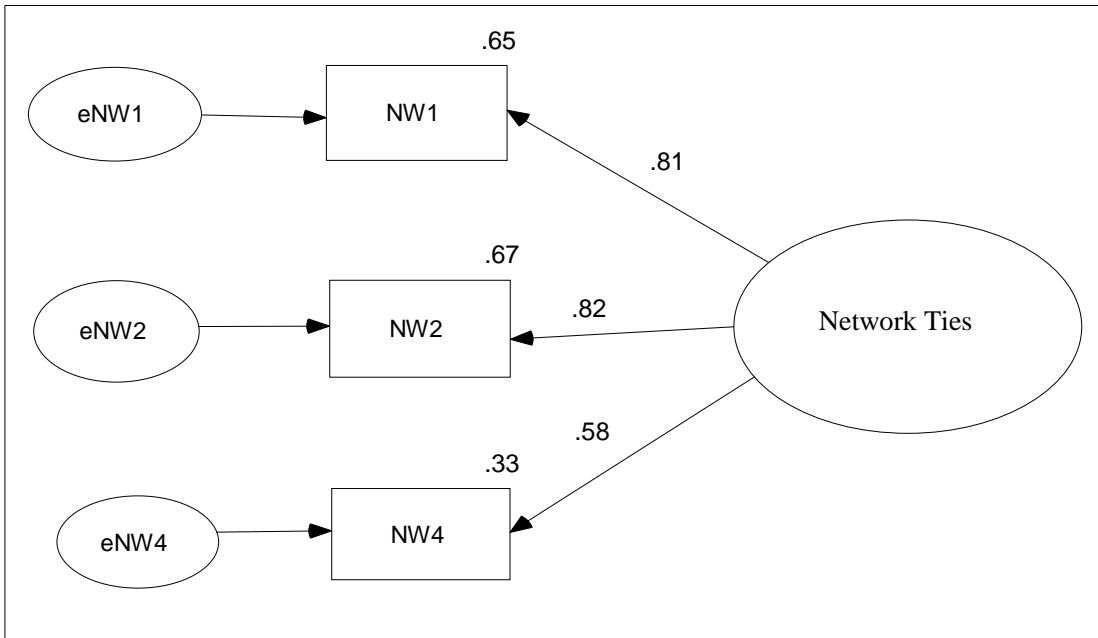 .65
eNW1
NW1
.81
.67
eNW2
NW2
.82
Network Ties
.58
.33
eNW4
NW4